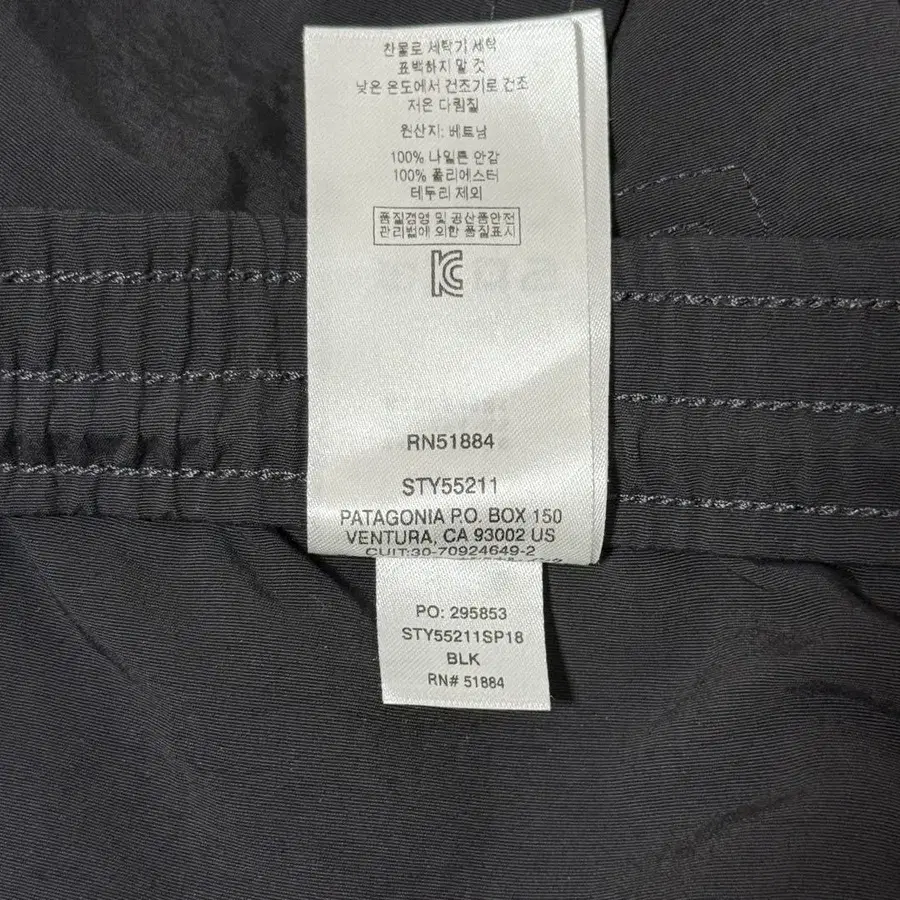 찬물로 세탁기 세탁
표백하지 말 것
낮은 온도에서 건조기로 건조
저온 다림질
원산지: 베트남
100% 나일론 안감
100% 폴리에스터
테두리 제외
품질경영 및 공산품안전
관리법에 의한 품질표시
RN51884
STY55211
PATAGONIA P.O. BOX 150
VENTURA, CA 93002 US
CUIT:30-70924649-2
PO: 295853
STY55211SP18
BLK
RN# 51884